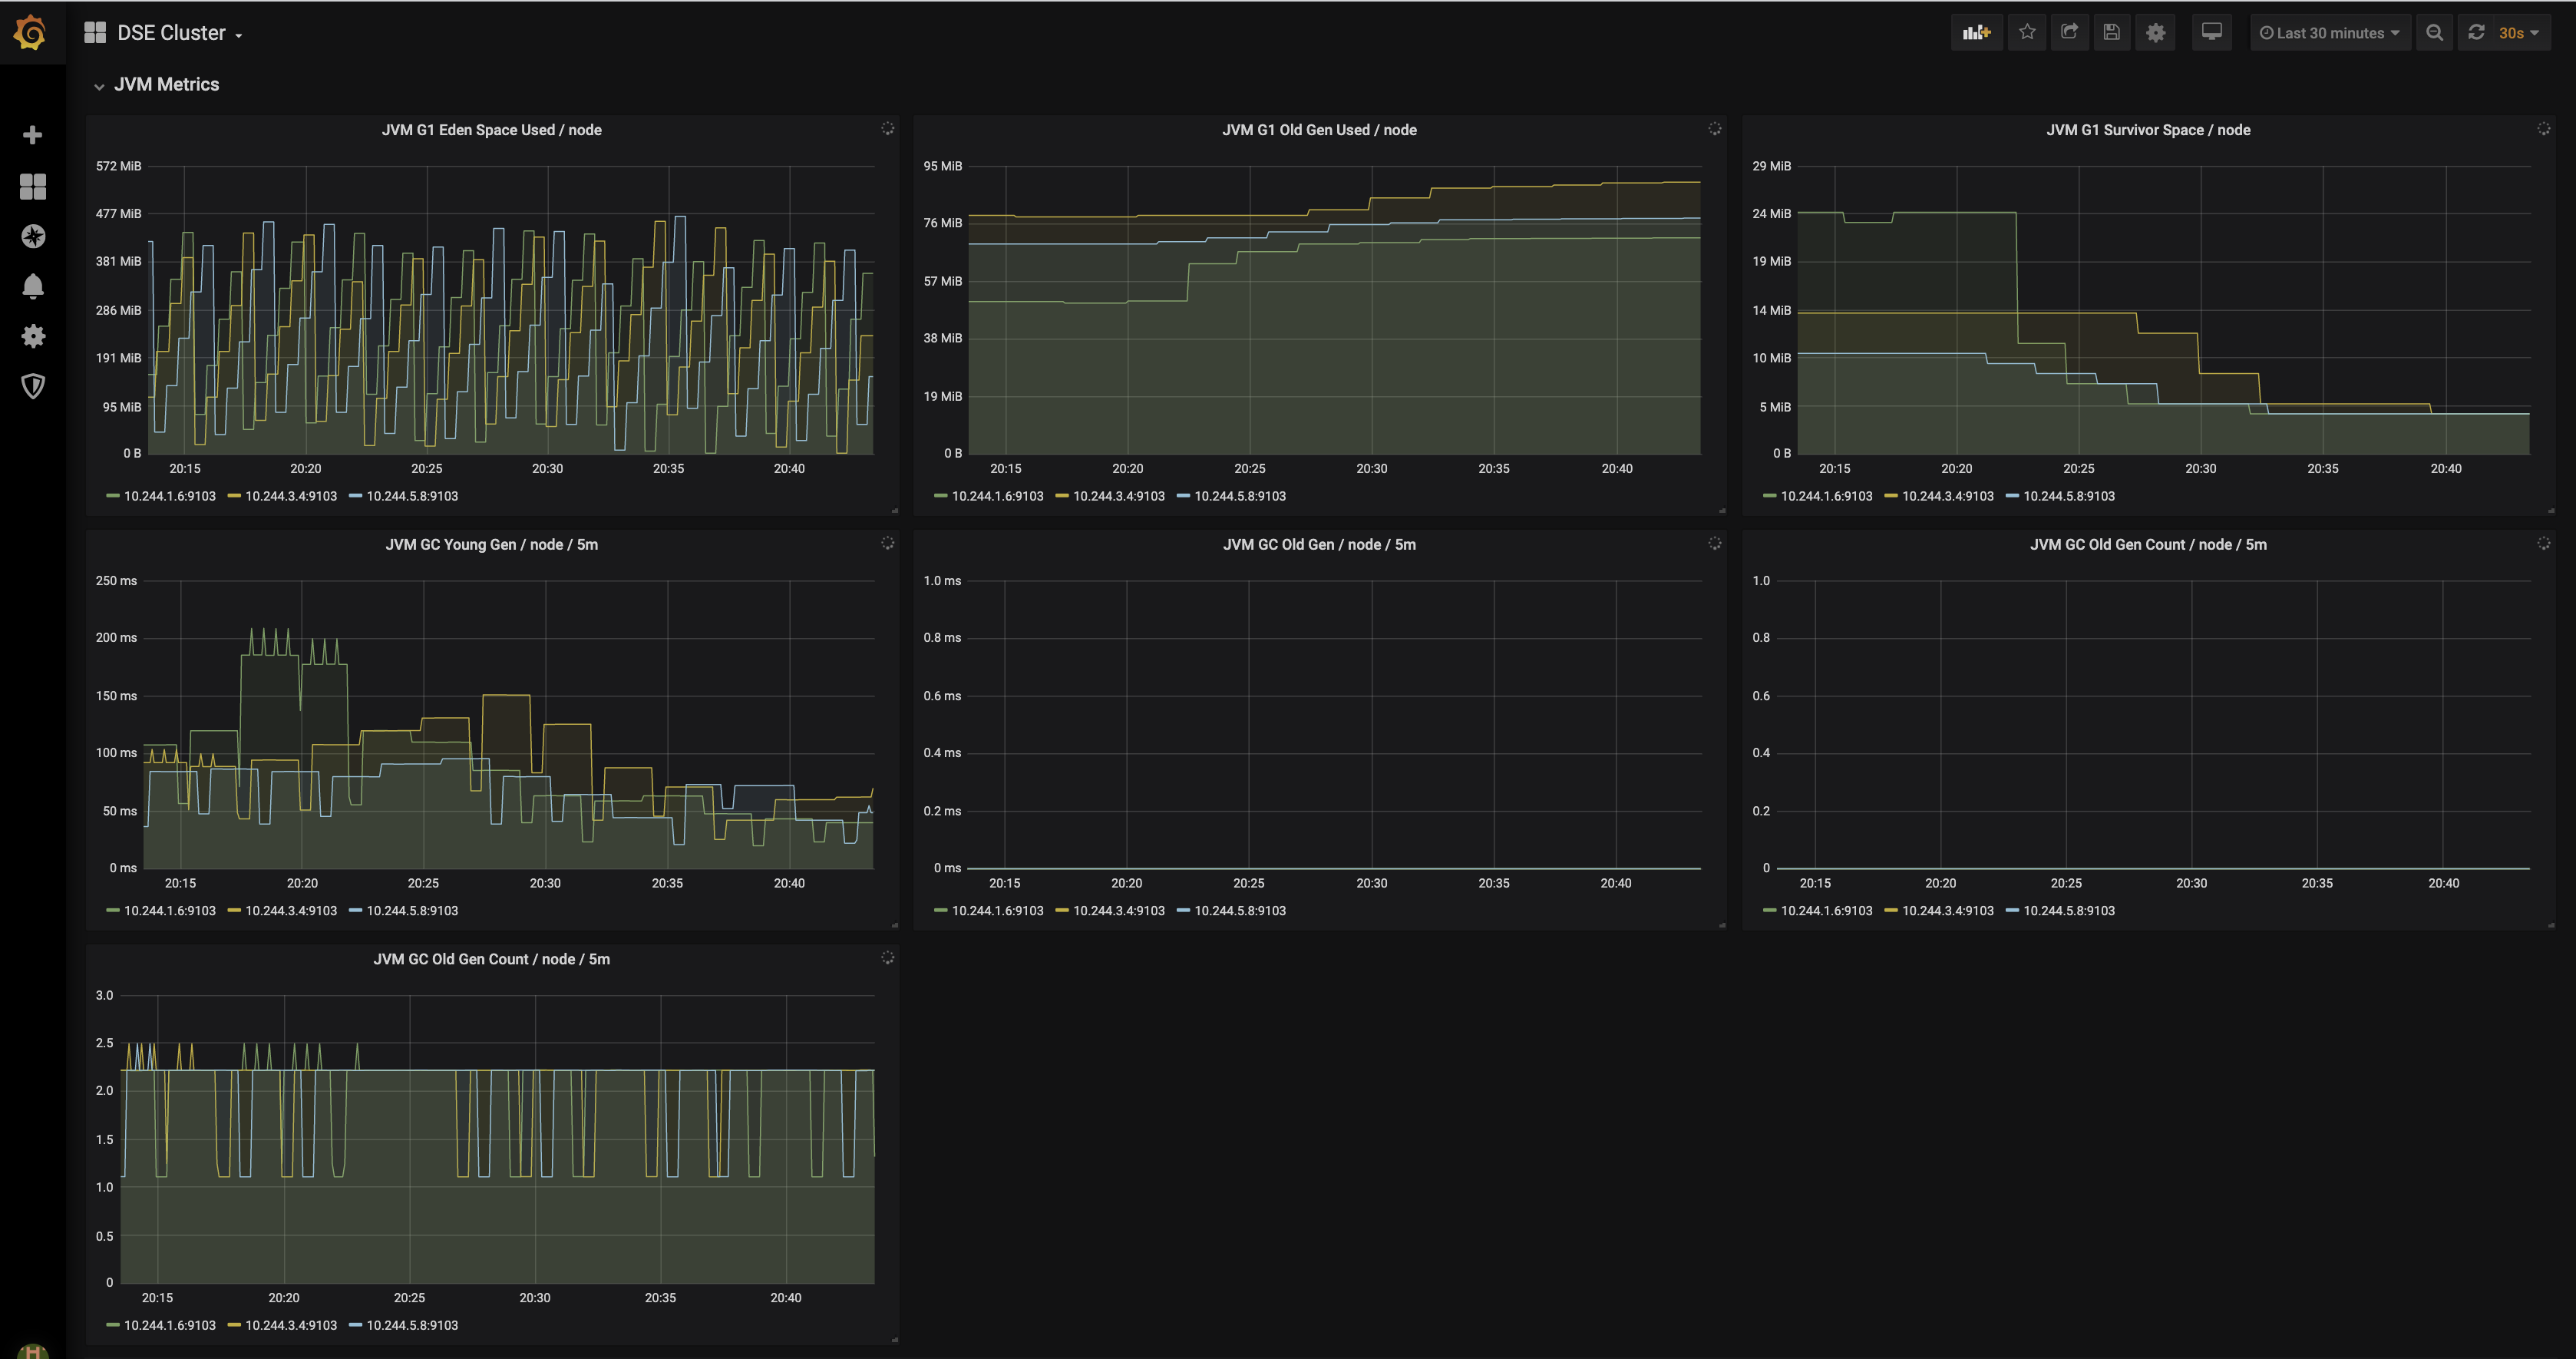 DSE Cluster
Last 30 minutes
30s
JVM Metrics
JVM G1 Eden Space Used / node
572 MiB
477 MiB
381 MiB
286 MiB
191 MiB
95 MiB
0 B
20:15 20:20 20:25 20:30 20:35 20:40
10.244.1.6:9103 10.244.3.4:9103 10.244.5.8:9103
JVM G1 Old Gen Used / node
95 MiB
76 MiB
57 MiB
38 MiB
19 MiB
0 B
20:15 20:20 20:25 20:30 20:35 20:40
10.244.1.6:9103 10.244.3.4:9103 10.244.5.8:9103
JVM G1 Survivor Space / node
29 MiB
24 MiB
19 MiB
14 MiB
10 MiB
5 MiB
0 B
20:15 20:20 20:25 20:30 20:35 20:40
10.244.1.6:9103 10.244.3.4:9103 10.244.5.8:9103
JVM GC Young Gen / node / 5m
250 ms
200 ms
150 ms
100 ms
50 ms
0 ms
20:15 20:20 20:25 20:30 20:35 20:40
10.244.1.6:9103 10.244.3.4:9103 10.244.5.8:9103
JVM GC Old Gen / node / 5m
1.0 ms
0.8 ms
0.6 ms
0.4 ms
0.2 ms
0 ms
20:15 20:20 20:25 20:30 20:35 20:40
10.244.1.6:9103 10.244.3.4:9103 10.244.5.8:9103
JVM GC Old Gen Count / node / 5m
1.0
0.8
0.6
0.4
0.2
0
20:15 20:20 20:25 20:30 20:35 20:40
10.244.1.6:9103 10.244.3.4:9103 10.244.5.8:9103
JVM GC Old Gen Count / node / 5m
3.0
2.5
2.0
1.5
1.0
0.5
0
20:15 20:20 20:25 20:30 20:35 20:40
10.244.1.6:9103 10.244.3.4:9103 10.244.5.8:9103